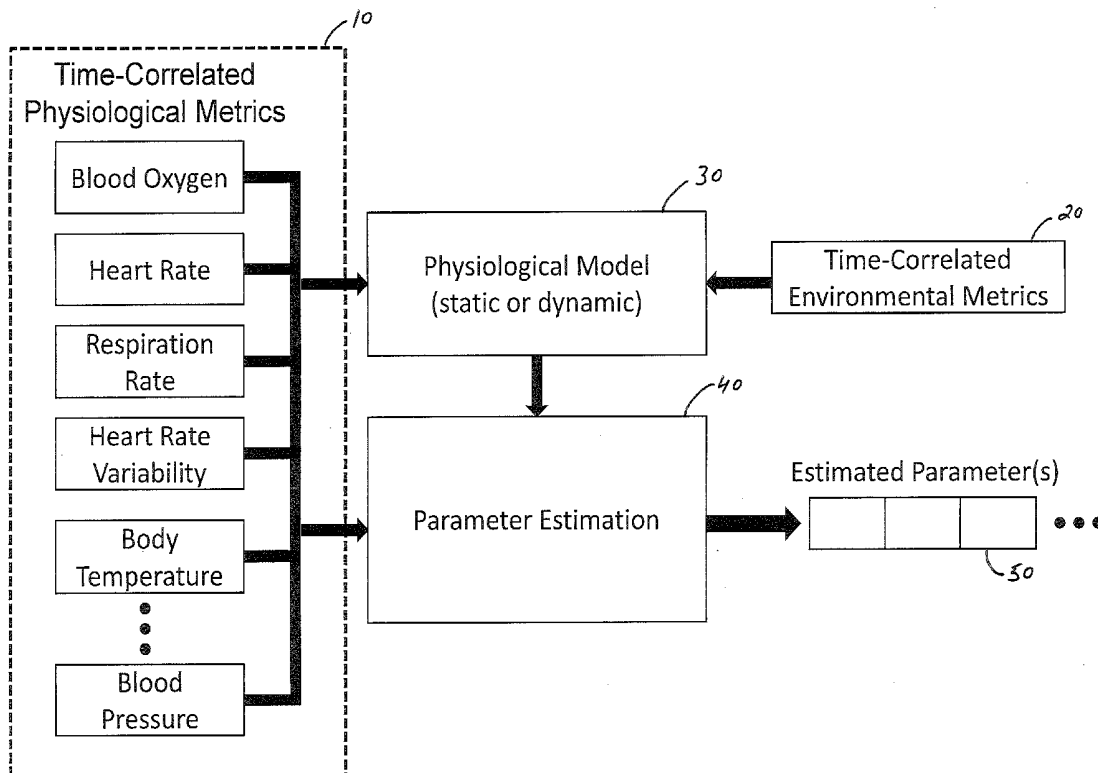 10
Time-Correlated
Physiological Metrics
Blood Oxygen
Heart Rate
Respiration
Rate
Heart Rate
Variability
Body
Temperature
Blood
Pressure
30
Physiological Model
(static or dynamic)
20
Time-Correlated
Environmental Metrics
40
Parameter Estimation
Estimated Parameter(s)
50